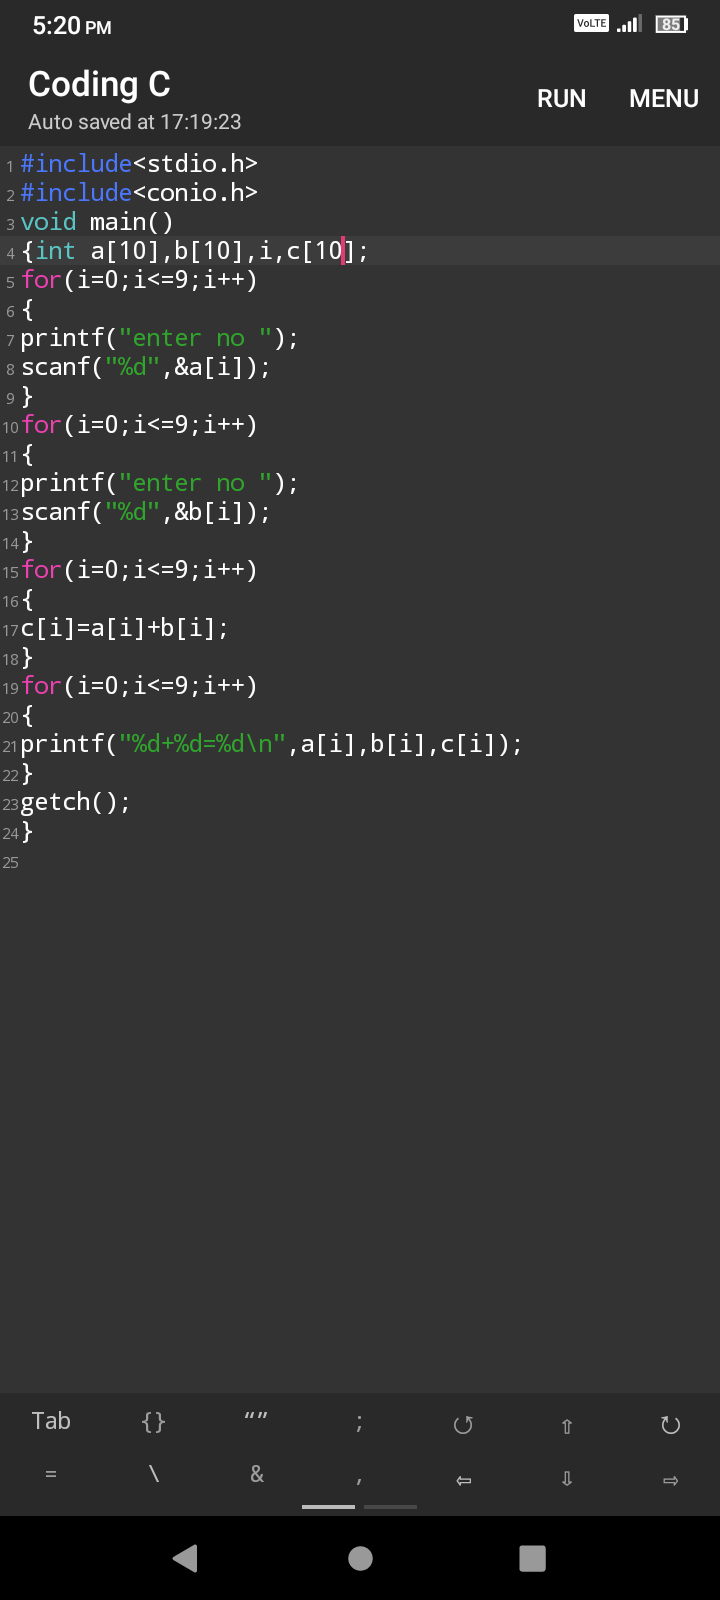 5:20 PM
VoLTE 85
Coding C
RUN MENU
Auto saved at 17:19:23
1 #include<stdio.h>
2 #include<conio.h>
3 void main()
4 {int a[10],b[10],i,c[10];
5 for(i=0;i<=9;i++)
6 {
7 printf("enter no ");
8 scanf("%d",&a[i]);
9 }
10 for(i=0;i<=9;i++)
11 {
12 printf("enter no ");
13 scanf("%d",&b[i]);
14 }
15 for(i=0;i<=9;i++)
16 {
17 c[i]=a[i]+b[i];
18 }
19 for(i=0;i<=9;i++)
20 {
21 printf("%d+%d=%d\n",a[i],b[i],c[i]);
22 }
23 getch();
24 }
25
Tab {} “” ; ↺ ⇧ ↻
= \ & , ⇦ ⇩ ⇨